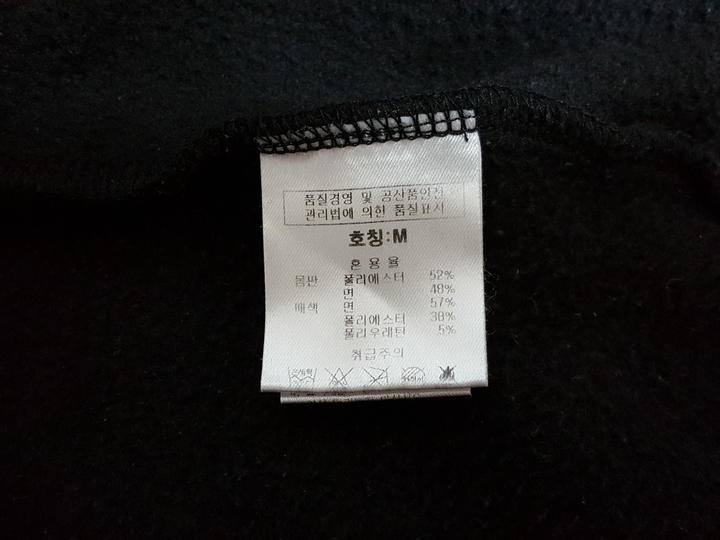 품질경영 및 공산품안전
관리법에 의한 품질표시
호칭:M
혼 용 율
몸판 폴리에스터 52%
면 48%
배색 면 57%
폴리에스터 38%
폴리우레탄 5%
취급주의